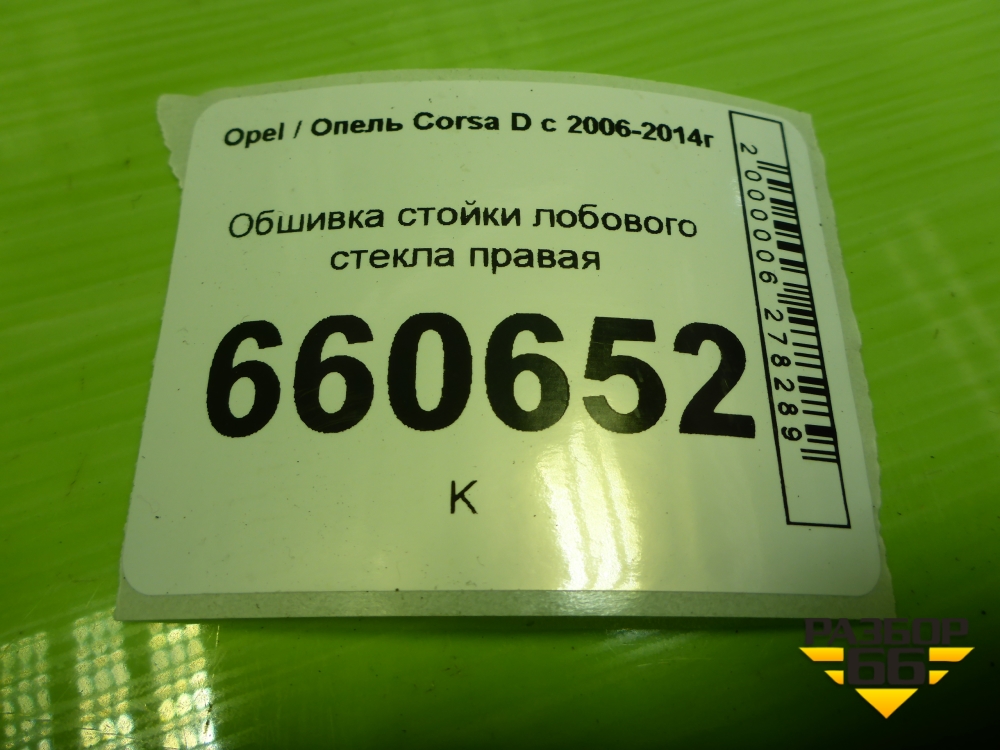 Opel / Опель Corsa D с 2006-2014г
Обшивка стойки лобового
стекла правая
660652
К
2000006278289
РАЗБОР
66